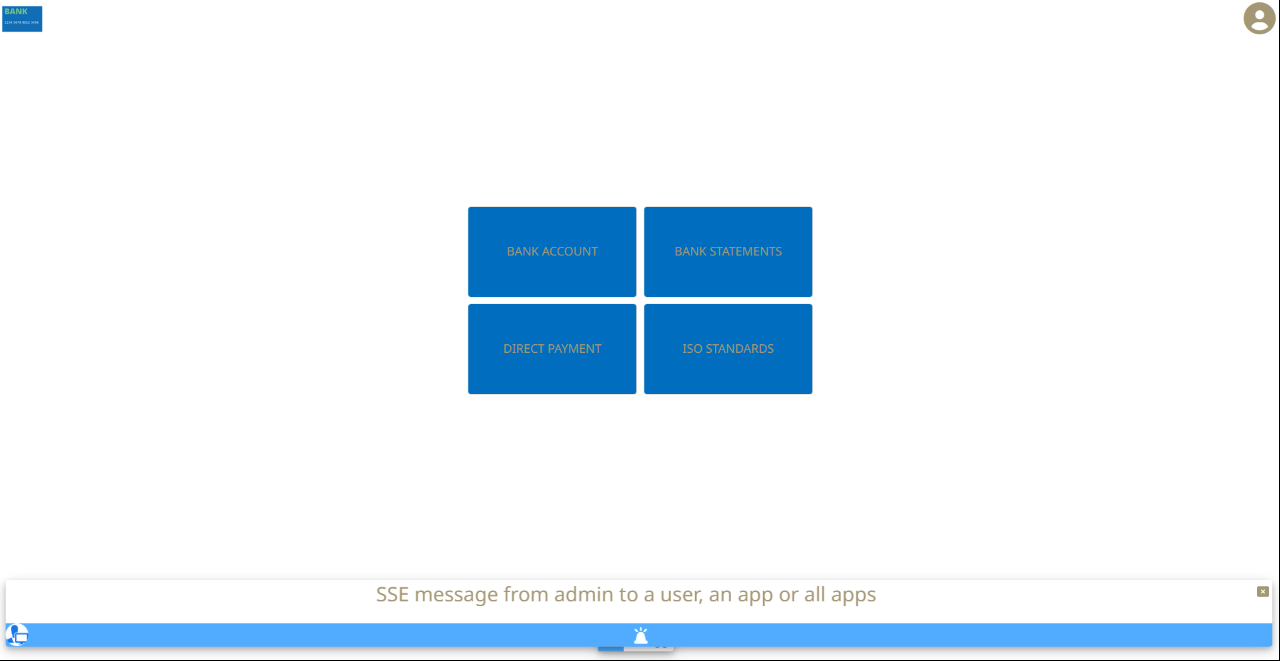 BANK
BANK ACCOUNT
BANK STATEMENTS
DIRECT PAYMENT
ISO STANDARDS
SSE message from admin to a user, an app or all apps